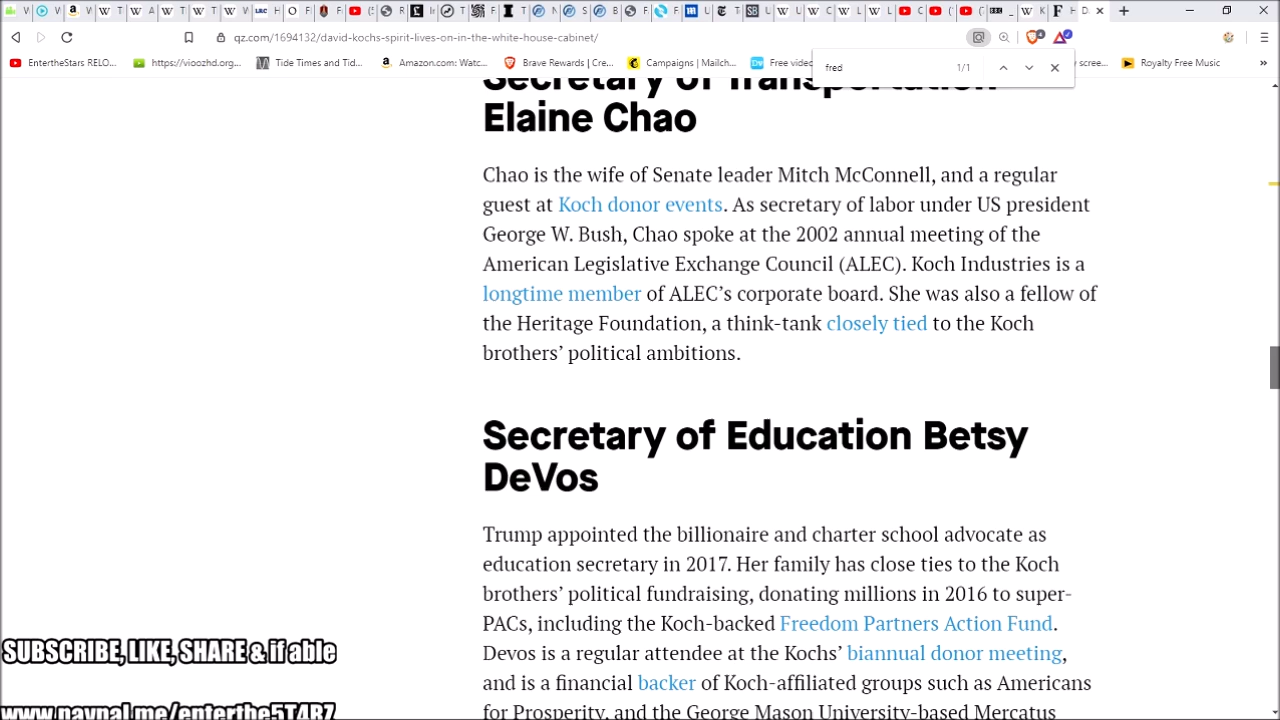 qz.com/1694132/david-kochs-spirit-lives-on-in-the-white-house-cabinet/
EntertheStars RELO...
https://vioozhd.org...
Tide Times and Tid...
Amazon.com: Watc...
Brave Rewards | Cre...
Campaigns | Mailch...
Free video
scree...
Royalty Free Music
fred
1/1
Secretary of Transportation
Elaine Chao
Chao is the wife of Senate leader Mitch McConnell, and a regular
guest at Koch donor events. As secretary of labor under US president
George W. Bush, Chao spoke at the 2002 annual meeting of the
American Legislative Exchange Council (ALEC). Koch Industries is a
longtime member of ALEC’s corporate board. She was also a fellow of
the Heritage Foundation, a think-tank closely tied to the Koch
brothers’ political ambitions.
Secretary of Education Betsy
DeVos
Trump appointed the billionaire and charter school advocate as
education secretary in 2017. Her family has close ties to the Koch
brothers’ political fundraising, donating millions in 2016 to super-
PACs, including the Koch-backed Freedom Partners Action Fund.
Devos is a regular attendee at the Kochs’ biannual donor meeting,
and is a financial backer of Koch-affiliated groups such as Americans
for Prosperity, and the George Mason University-based Mercatus
SUBSCRIBE, LIKE, SHARE & if able
www.paypal.me/enterthe5T4R7